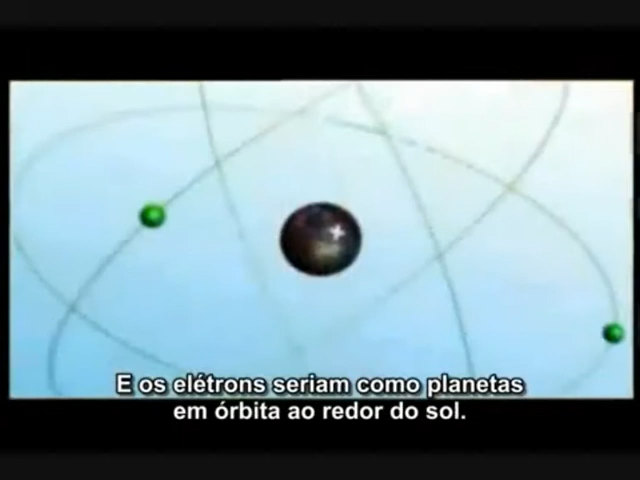 E os elétrons seriam como planetas
em órbita ao redor do sol.